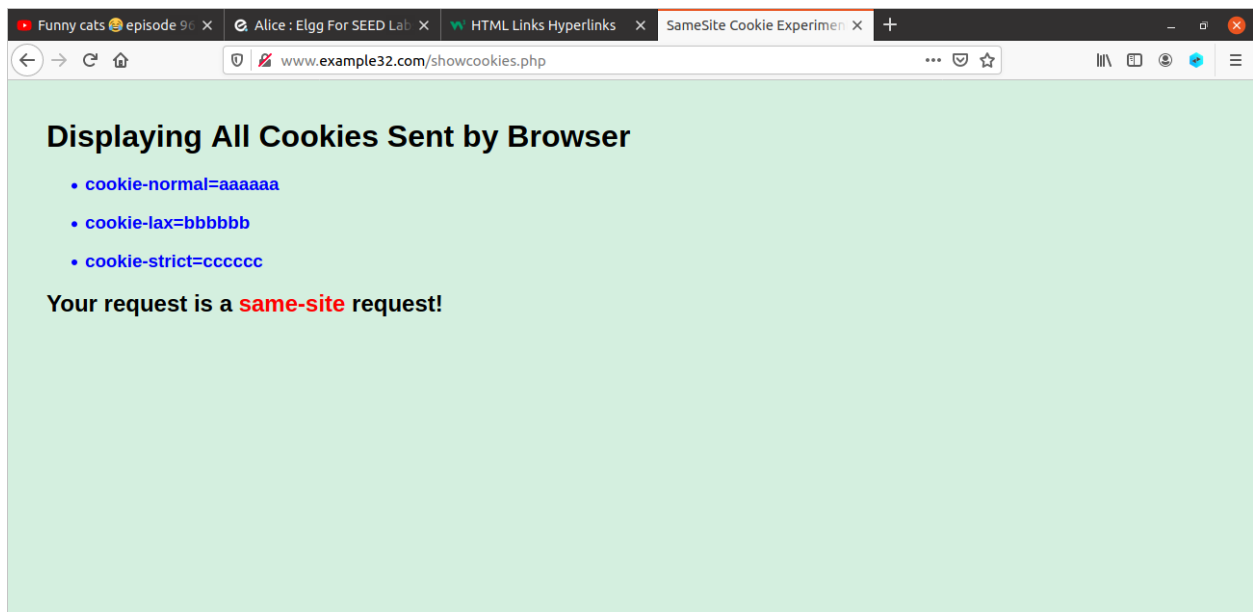 Funny cats 😂 episode 96
Alice : Elgg For SEED Lab
HTML Links Hyperlinks
SameSite Cookie Experimen
www.example32.com/showcookies.php
Displaying All Cookies Sent by Browser
• cookie-normal=aaaaaa
• cookie-lax=bbbbbb
• cookie-strict=cccccc
Your request is a same-site request!